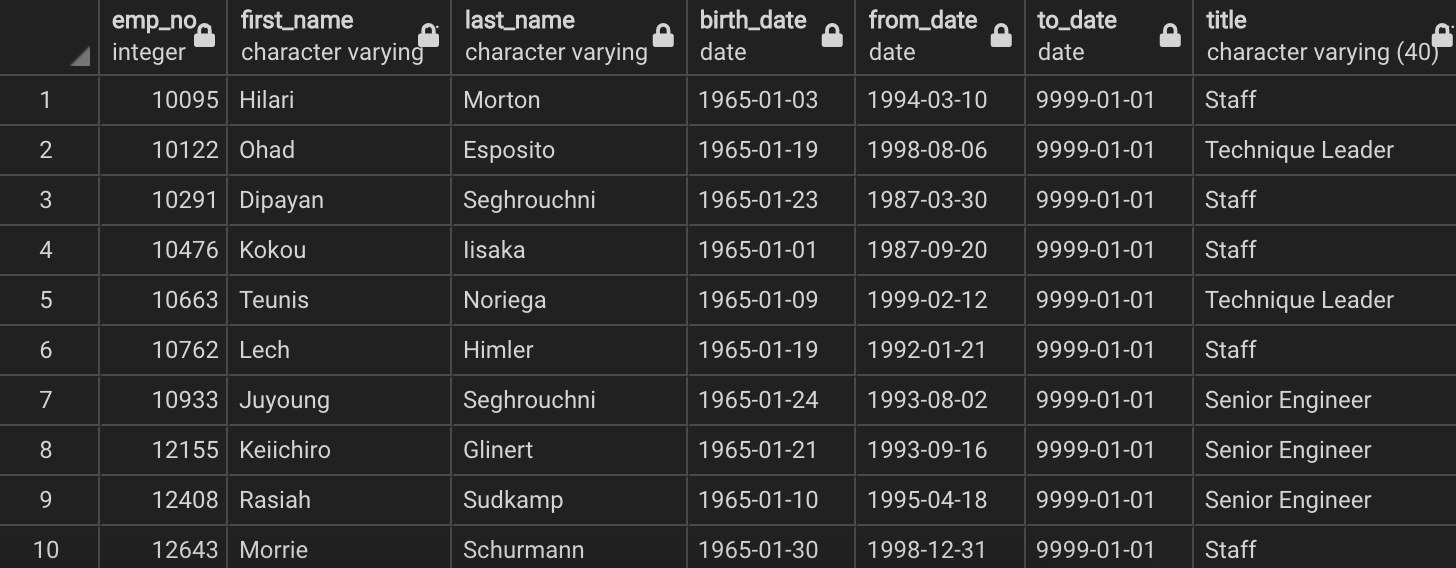 emp_no first_name last_name birth_date from_date to_date title
integer character varying character varying date date date character varying (40)
1 10095 Hilari Morton 1965-01-03 1994-03-10 9999-01-01 Staff
2 10122 Ohad Esposito 1965-01-19 1998-08-06 9999-01-01 Technique Leader
3 10291 Dipayan Seghrouchni 1965-01-23 1987-03-30 9999-01-01 Staff
4 10476 Kokou Iisaka 1965-01-01 1987-09-20 9999-01-01 Staff
5 10663 Teunis Noriega 1965-01-09 1999-02-12 9999-01-01 Technique Leader
6 10762 Lech Himler 1965-01-19 1992-01-21 9999-01-01 Staff
7 10933 Juyoung Seghrouchni 1965-01-24 1993-08-02 9999-01-01 Senior Engineer
8 12155 Keiichiro Glinert 1965-01-21 1993-09-16 9999-01-01 Senior Engineer
9 12408 Rasiah Sudkamp 1965-01-10 1995-04-18 9999-01-01 Senior Engineer
10 12643 Morrie Schurmann 1965-01-30 1998-12-31 9999-01-01 Staff